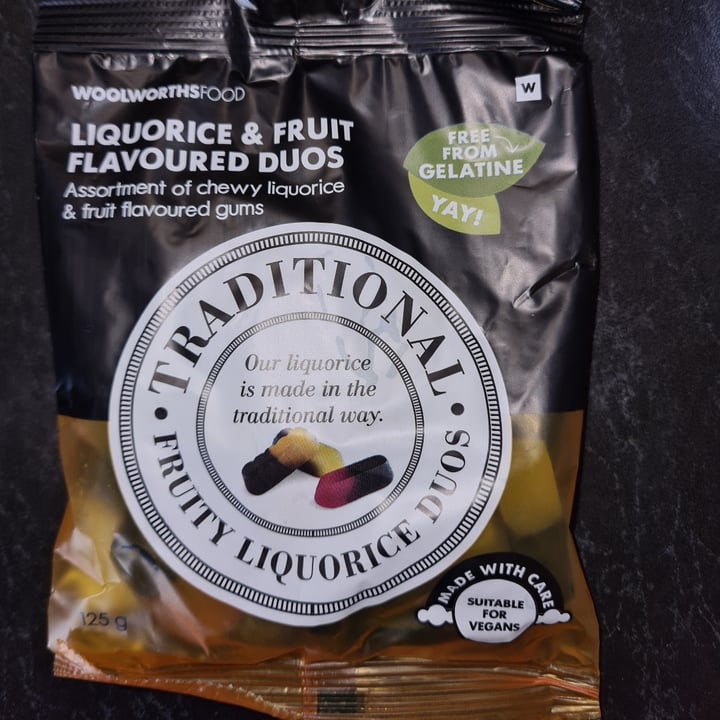 WOOLWORTHSFOOD
W
LIQUORICE & FRUIT
FLAVOURED DUOS
Assortment of chewy liquorice
& fruit flavoured gums
FREE
FROM
GELATINE
YAY!
TRADITIONAL
Our liquorice
is made in the
traditional way.
• FRUITY LIQUORICE DUOS •
125 g
MADE WITH CARE
SUITABLE
FOR
VEGANS